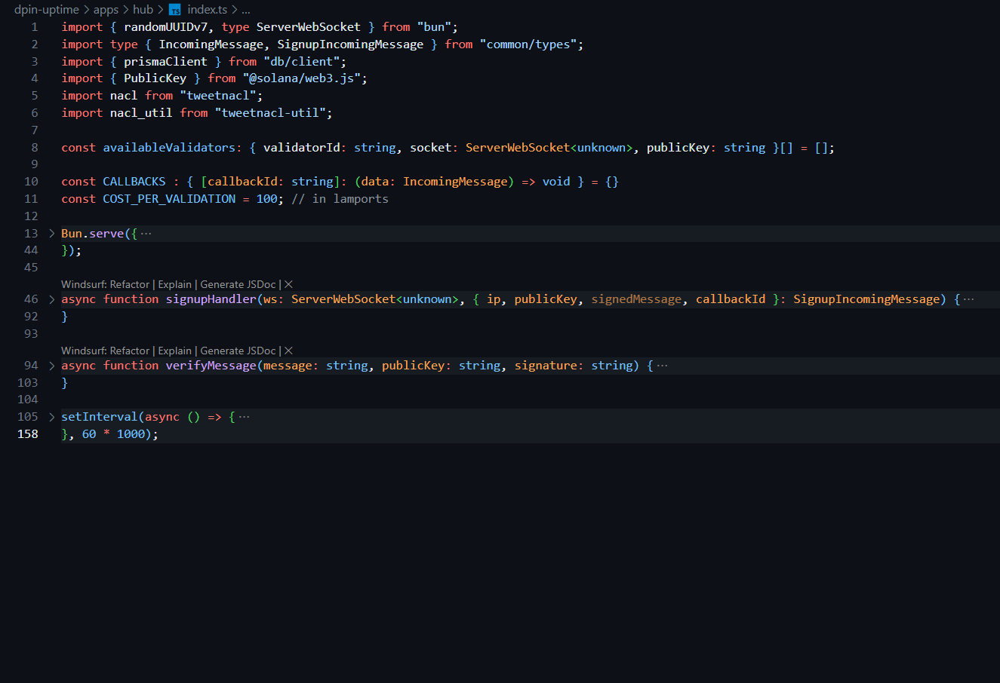 dpin-uptime > apps > hub > TS index.ts > ...
1 import { randomUUIDv7, type ServerWebSocket } from "bun";
2 import type { IncomingMessage, SignupIncomingMessage } from "common/types";
3 import { prismaClient } from "db/client";
4 import { PublicKey } from "@solana/web3.js";
5 import nacl from "tweetnacl";
6 import nacl_util from "tweetnacl-util";
7
8 const availableValidators: { validatorId: string, socket: ServerWebSocket<unknown>, publicKey: string }[] = [];
9
10 const CALLBACKS : { [callbackId: string]: (data: IncomingMessage) => void } = {}
11 const COST_PER_VALIDATION = 100; // in lamports
12
13 > Bun.serve({ ···
44 });
45
Windsurf: Refactor | Explain | Generate JSDoc | ×
46 > async function signupHandler(ws: ServerWebSocket<unknown>, { ip, publicKey, signedMessage, callbackId }: SignupIncomingMessage) { ···
92 }
93
Windsurf: Refactor | Explain | Generate JSDoc | ×
94 > async function verifyMessage(message: string, publicKey: string, signature: string) { ···
103 }
104
105 > setInterval(async () => { ···
158 }, 60 * 1000);